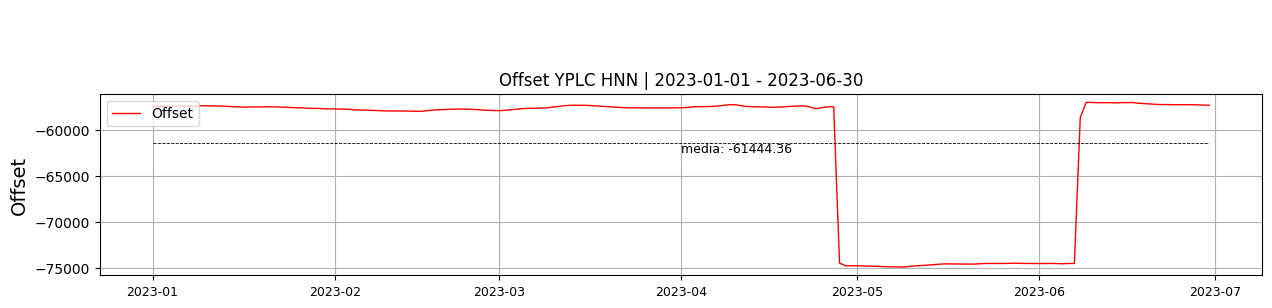 Offset YPLC HNN | 2023-01-01 - 2023-06-30
Offset
Offset
−60000
−65000
−70000
−75000
media: -61444.36
2023-01
2023-02
2023-03
2023-04
2023-05
2023-06
2023-07